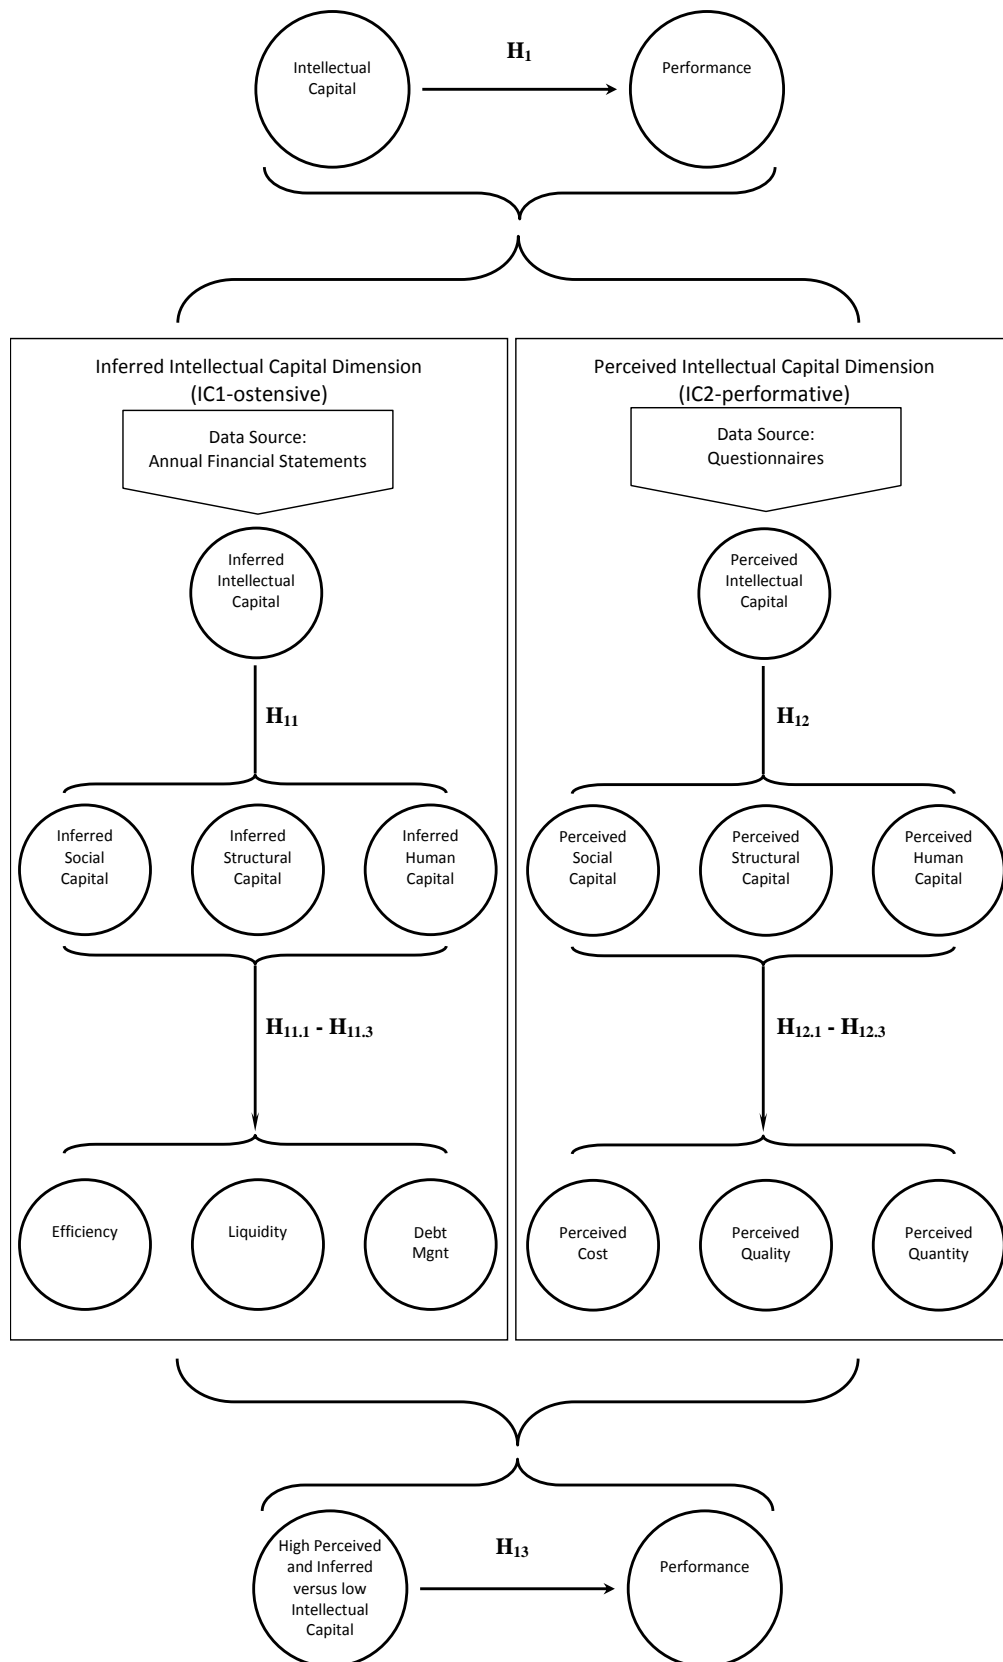 Intellectual
Capital
H1
Performance
Inferred Intellectual Capital Dimension
(IC1-ostensive)
Data Source:
Annual Financial Statements
Inferred
Intellectual
Capital
H11
Inferred
Social
Capital
Inferred
Structural
Capital
Inferred
Human
Capital
H11.1 - H11.3
Efficiency
Liquidity
Debt
Mgnt
Perceived Intellectual Capital Dimension
(IC2-performative)
Data Source:
Questionnaires
Perceived
Intellectual
Capital
H12
Perceived
Social
Capital
Perceived
Structural
Capital
Perceived
Human
Capital
H12.1 - H12.3
Perceived
Cost
Perceived
Quality
Perceived
Quantity
High Perceived
and Inferred
versus low
Intellectual
Capital
H13
Performance